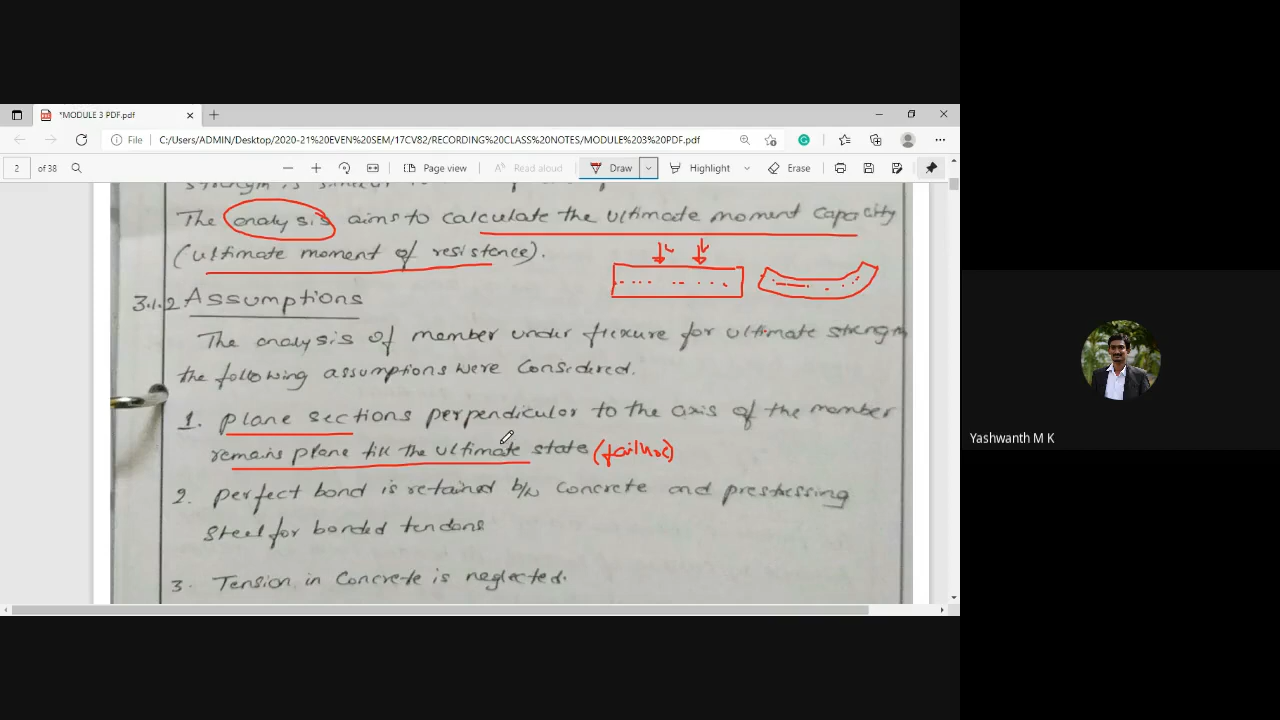 *MODULE 3 PDF.pdf
File
C:/Users/ADMIN/Desktop/2020-21%20EVEN%20SEM/17CV82/RECORDING%20CLASS%20NOTES/MODULE%203%20PDF.pdf
2 of 38 Page view Read aloud Draw Highlight Erase
The analysis aims to calculate the ultimate moment capacity
(ultimate moment of resistence).
3.1.2 Assumptions
The analysis of member under flexure for ultimate strength
the following assumptions were considered.
1. plane sections perpendicular to the axis of the member
remains plane till the ultimate state (failure)
2. perfect bond is retained b/w concrete and prestressing
steel for bonded tendons
3. Tension in concrete is neglected.
Yashwanth M K